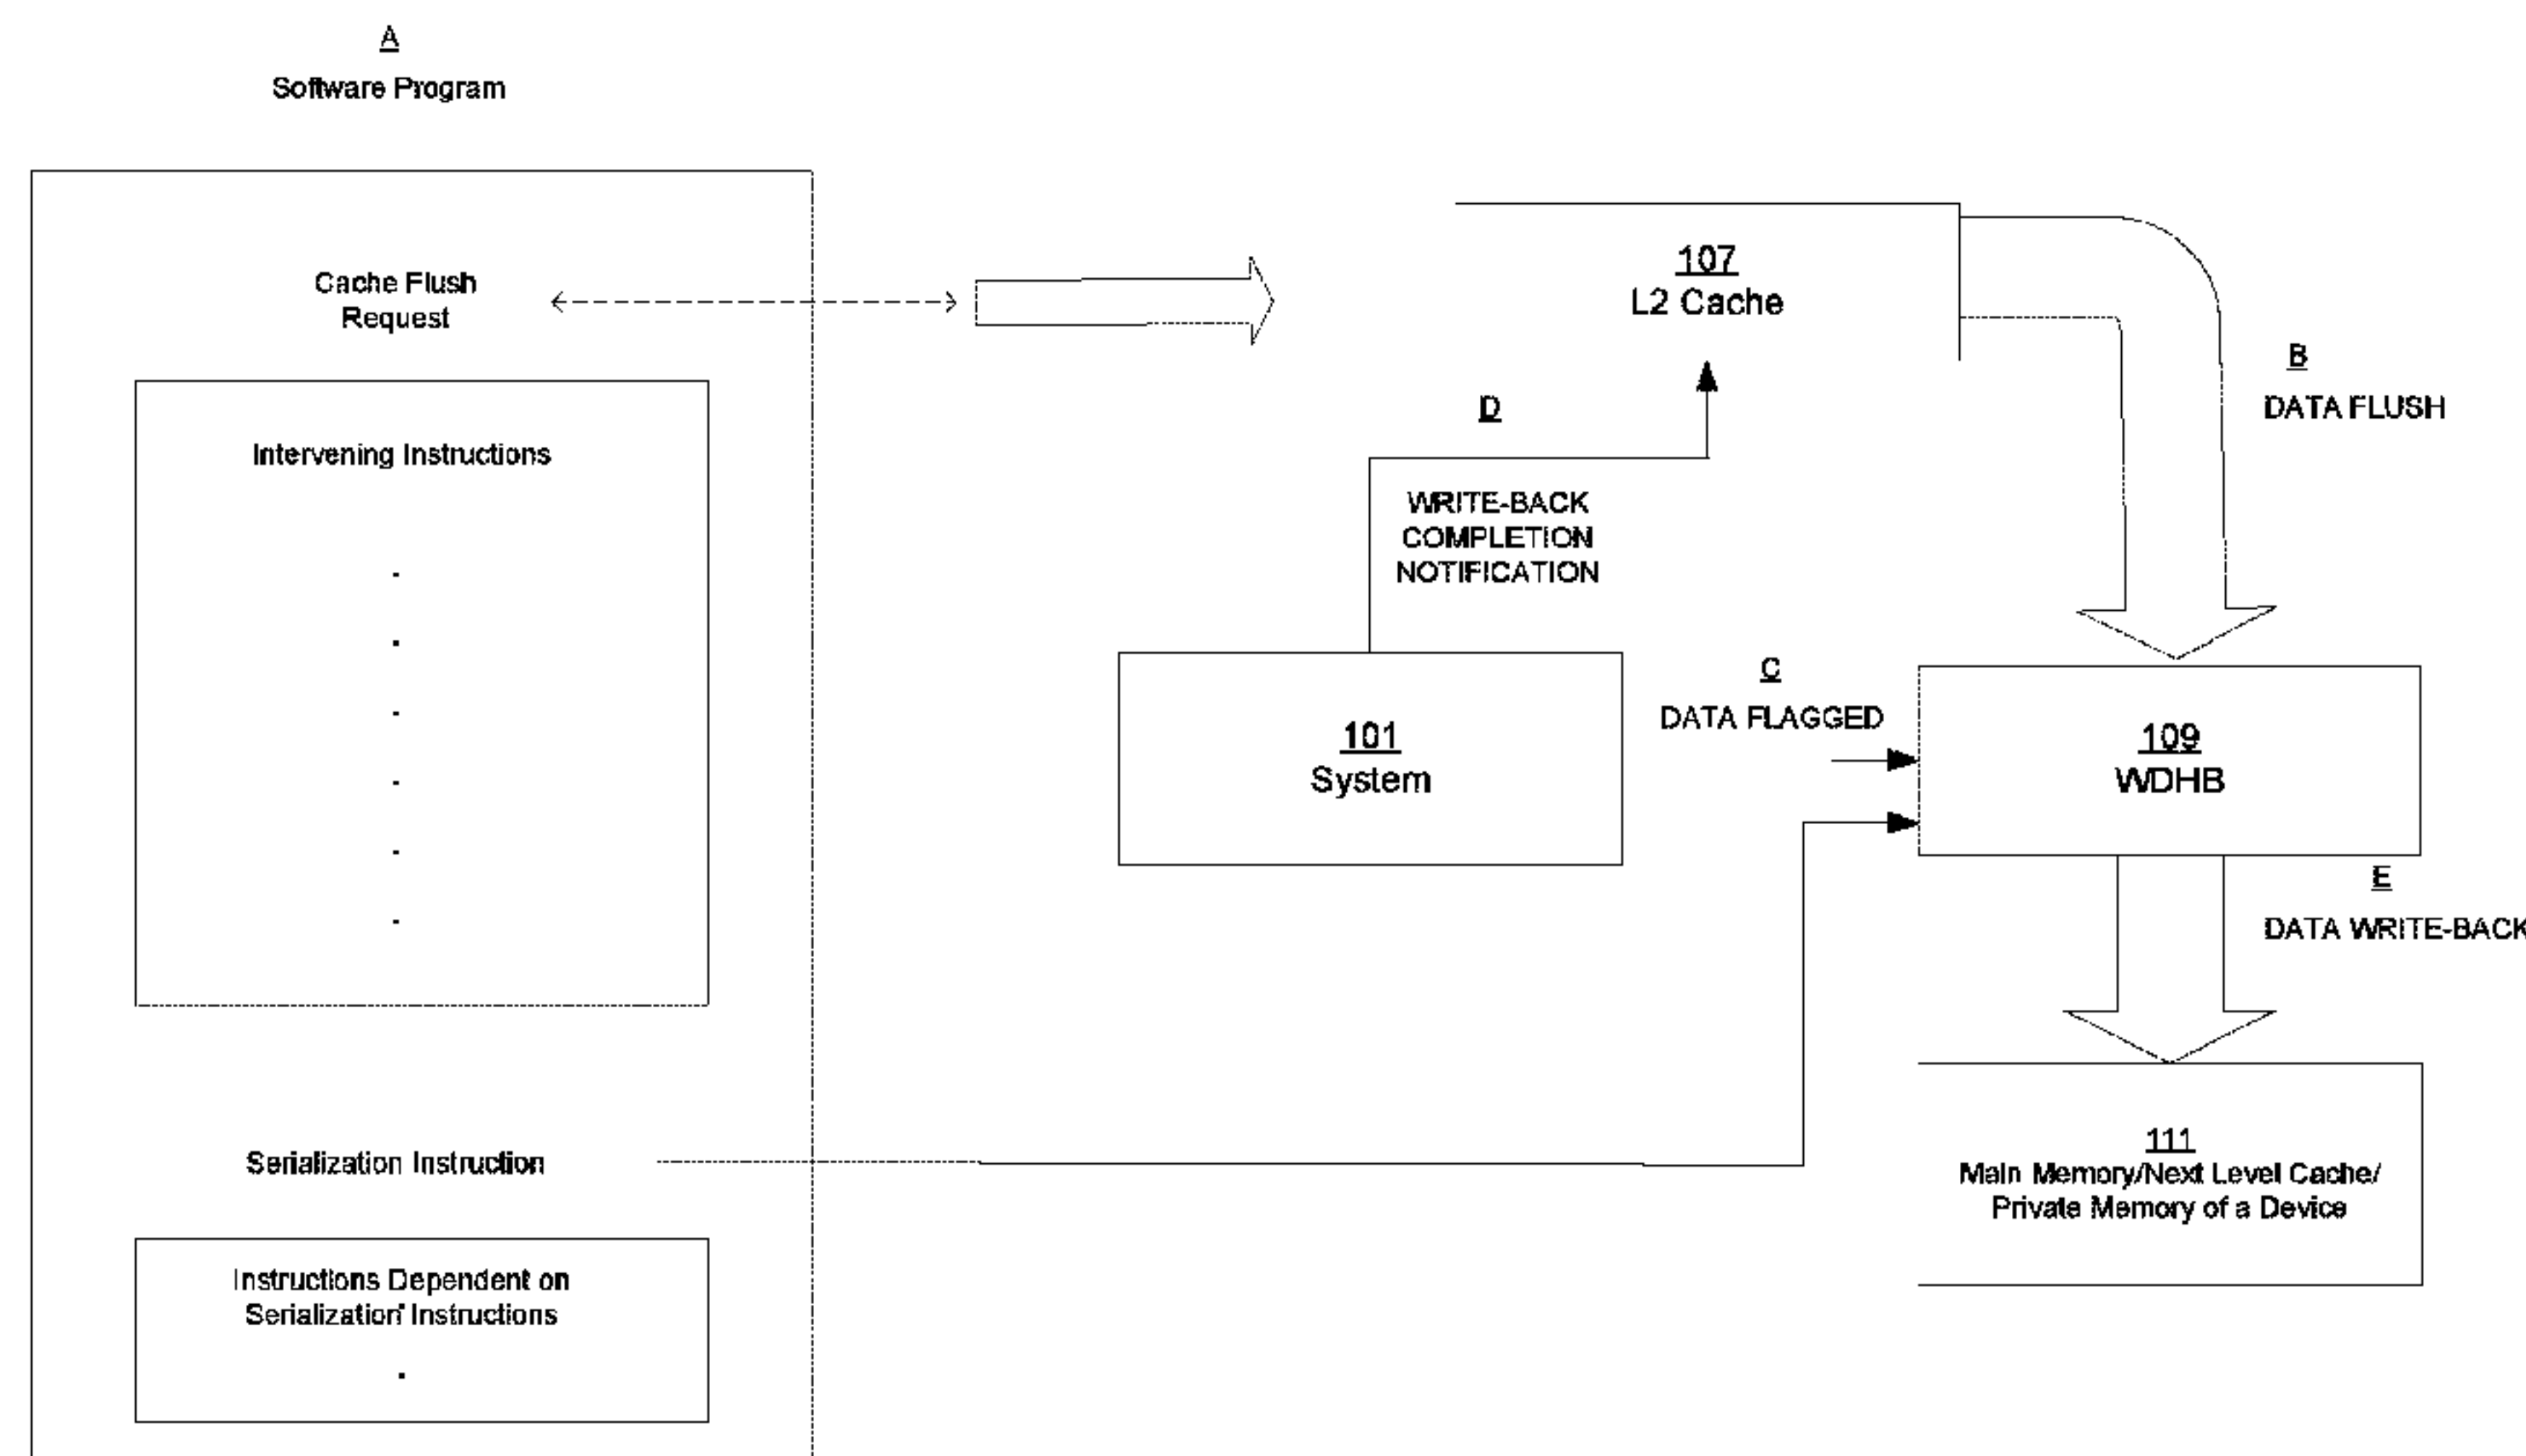 A
Software Program
Cache Flush
Request
Intervening Instructions
.
.
.
.
.
.
Serialization Instruction
Instructions Dependent on
Serialization' Instructions
.
107
L2 Cache
B
DATA FLUSH
D
WRITE-BACK
COMPLETION
NOTIFICATION
101
System
C
DATA FLAGGED
109
WDHB
E
DATA WRITE-BACK
111
Main Memory/Next Level Cache/
Private Memory of a Device